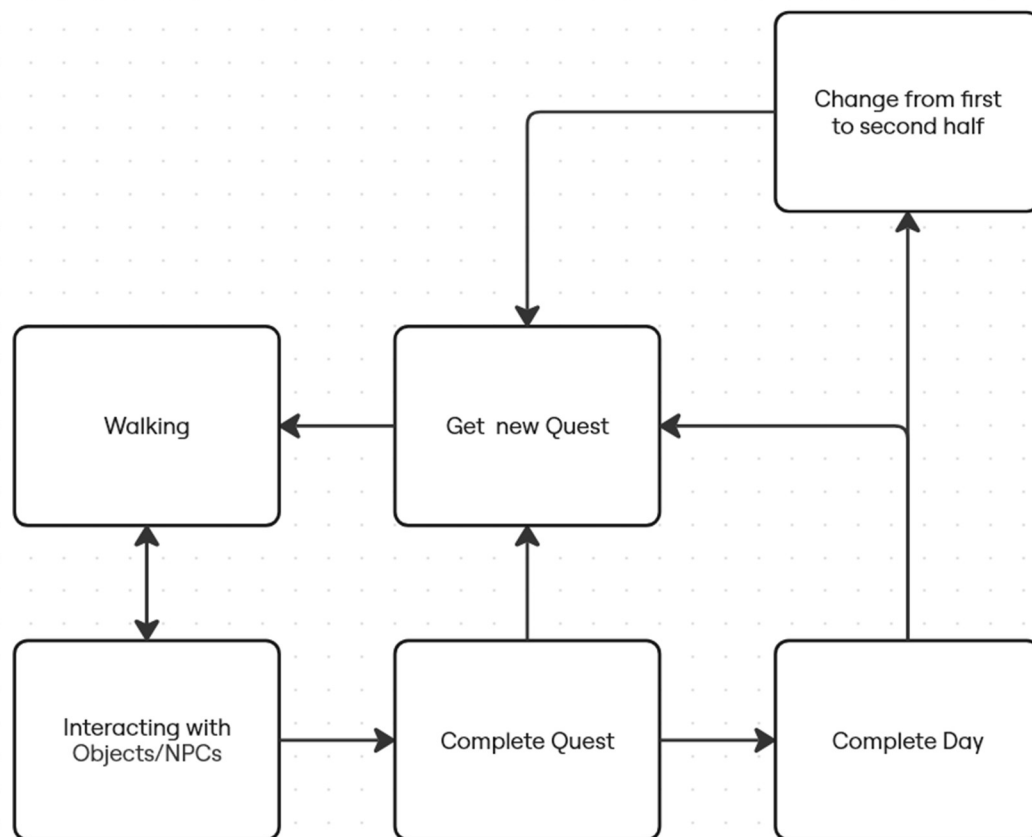 Change from first
to second half
Walking
Get new Quest
Interacting with
Objects/NPCs
Complete Quest
Complete Day